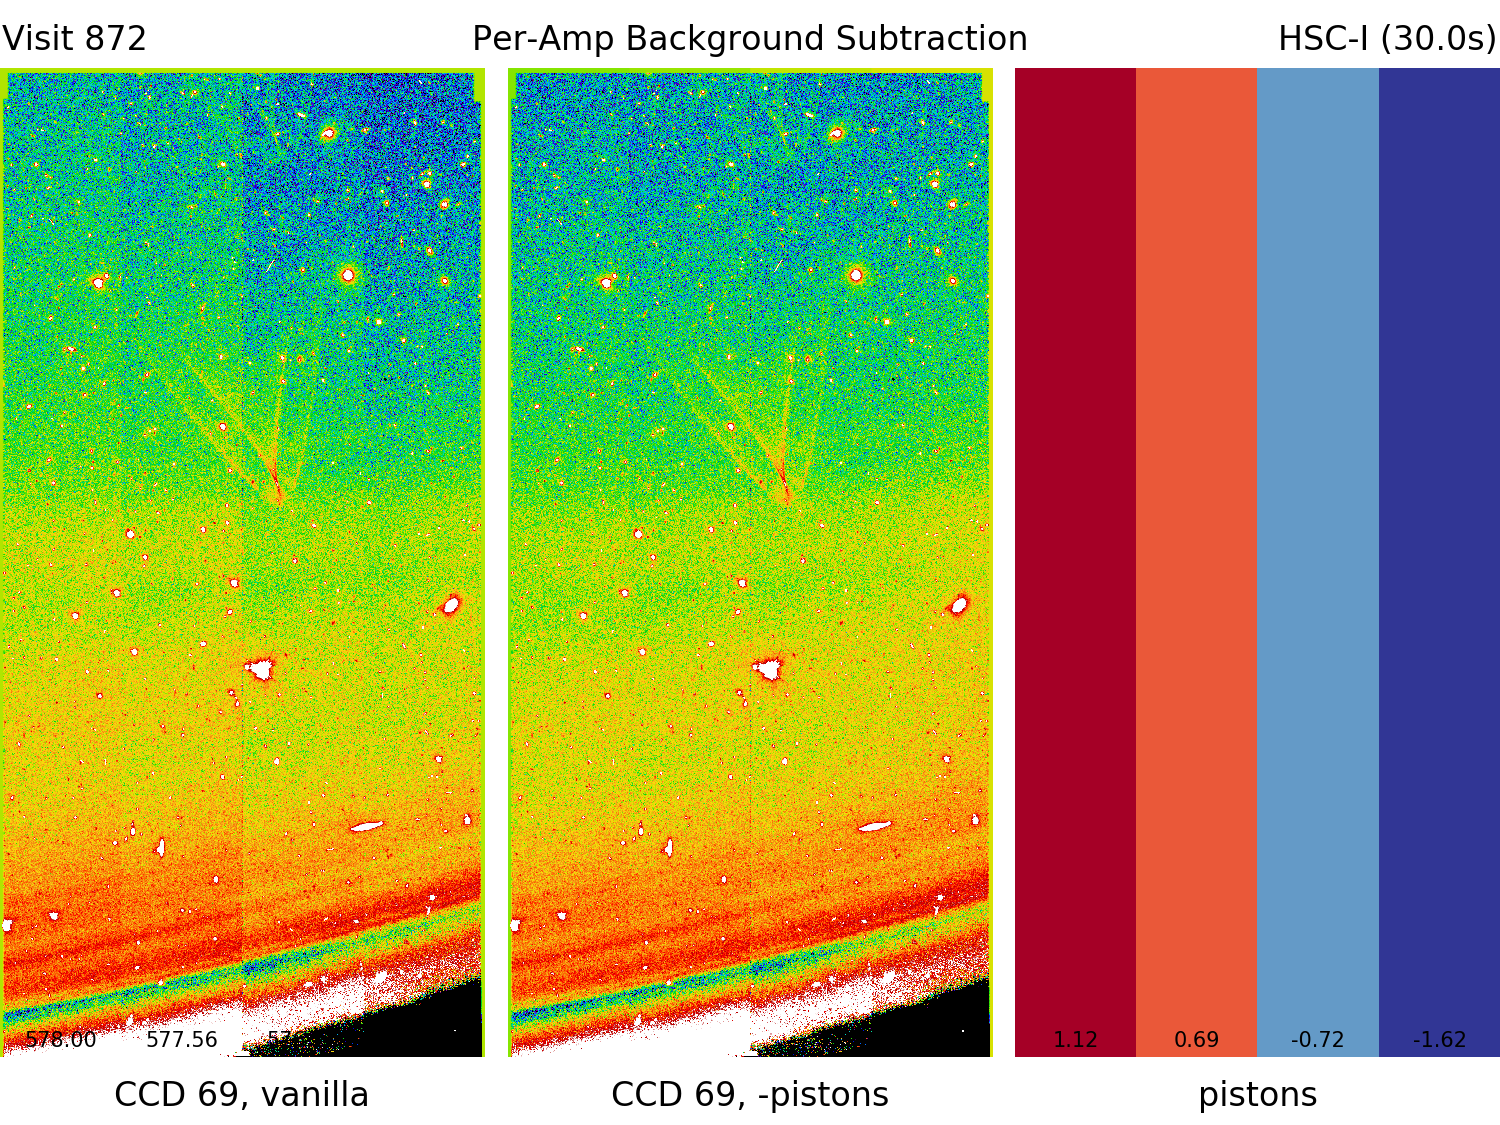 Visit 872 Per-Amp Background Subtraction HSC-I (30.0s)
578.00 577.56 1.12 0.69 -0.72 -1.62
CCD 69, vanilla CCD 69, -pistons pistons